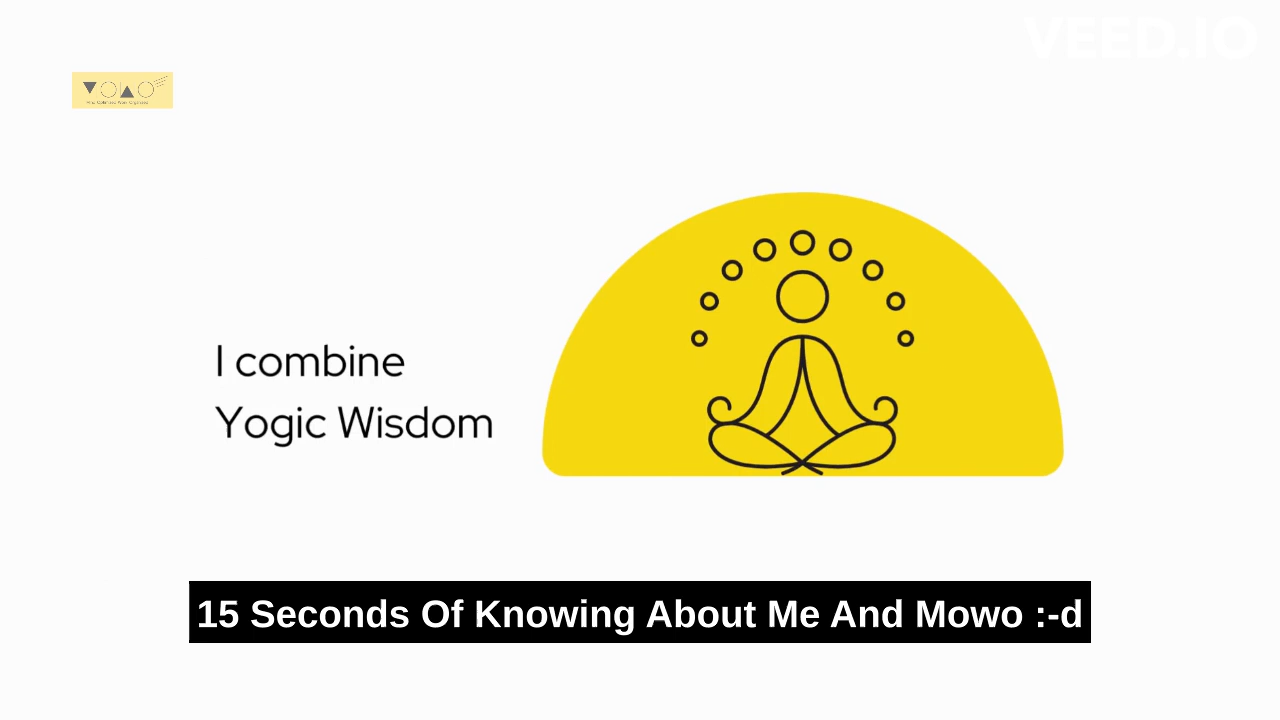 VEED.IO
I combine
Yogic Wisdom
15 Seconds Of Knowing About Me And Mowo :-d